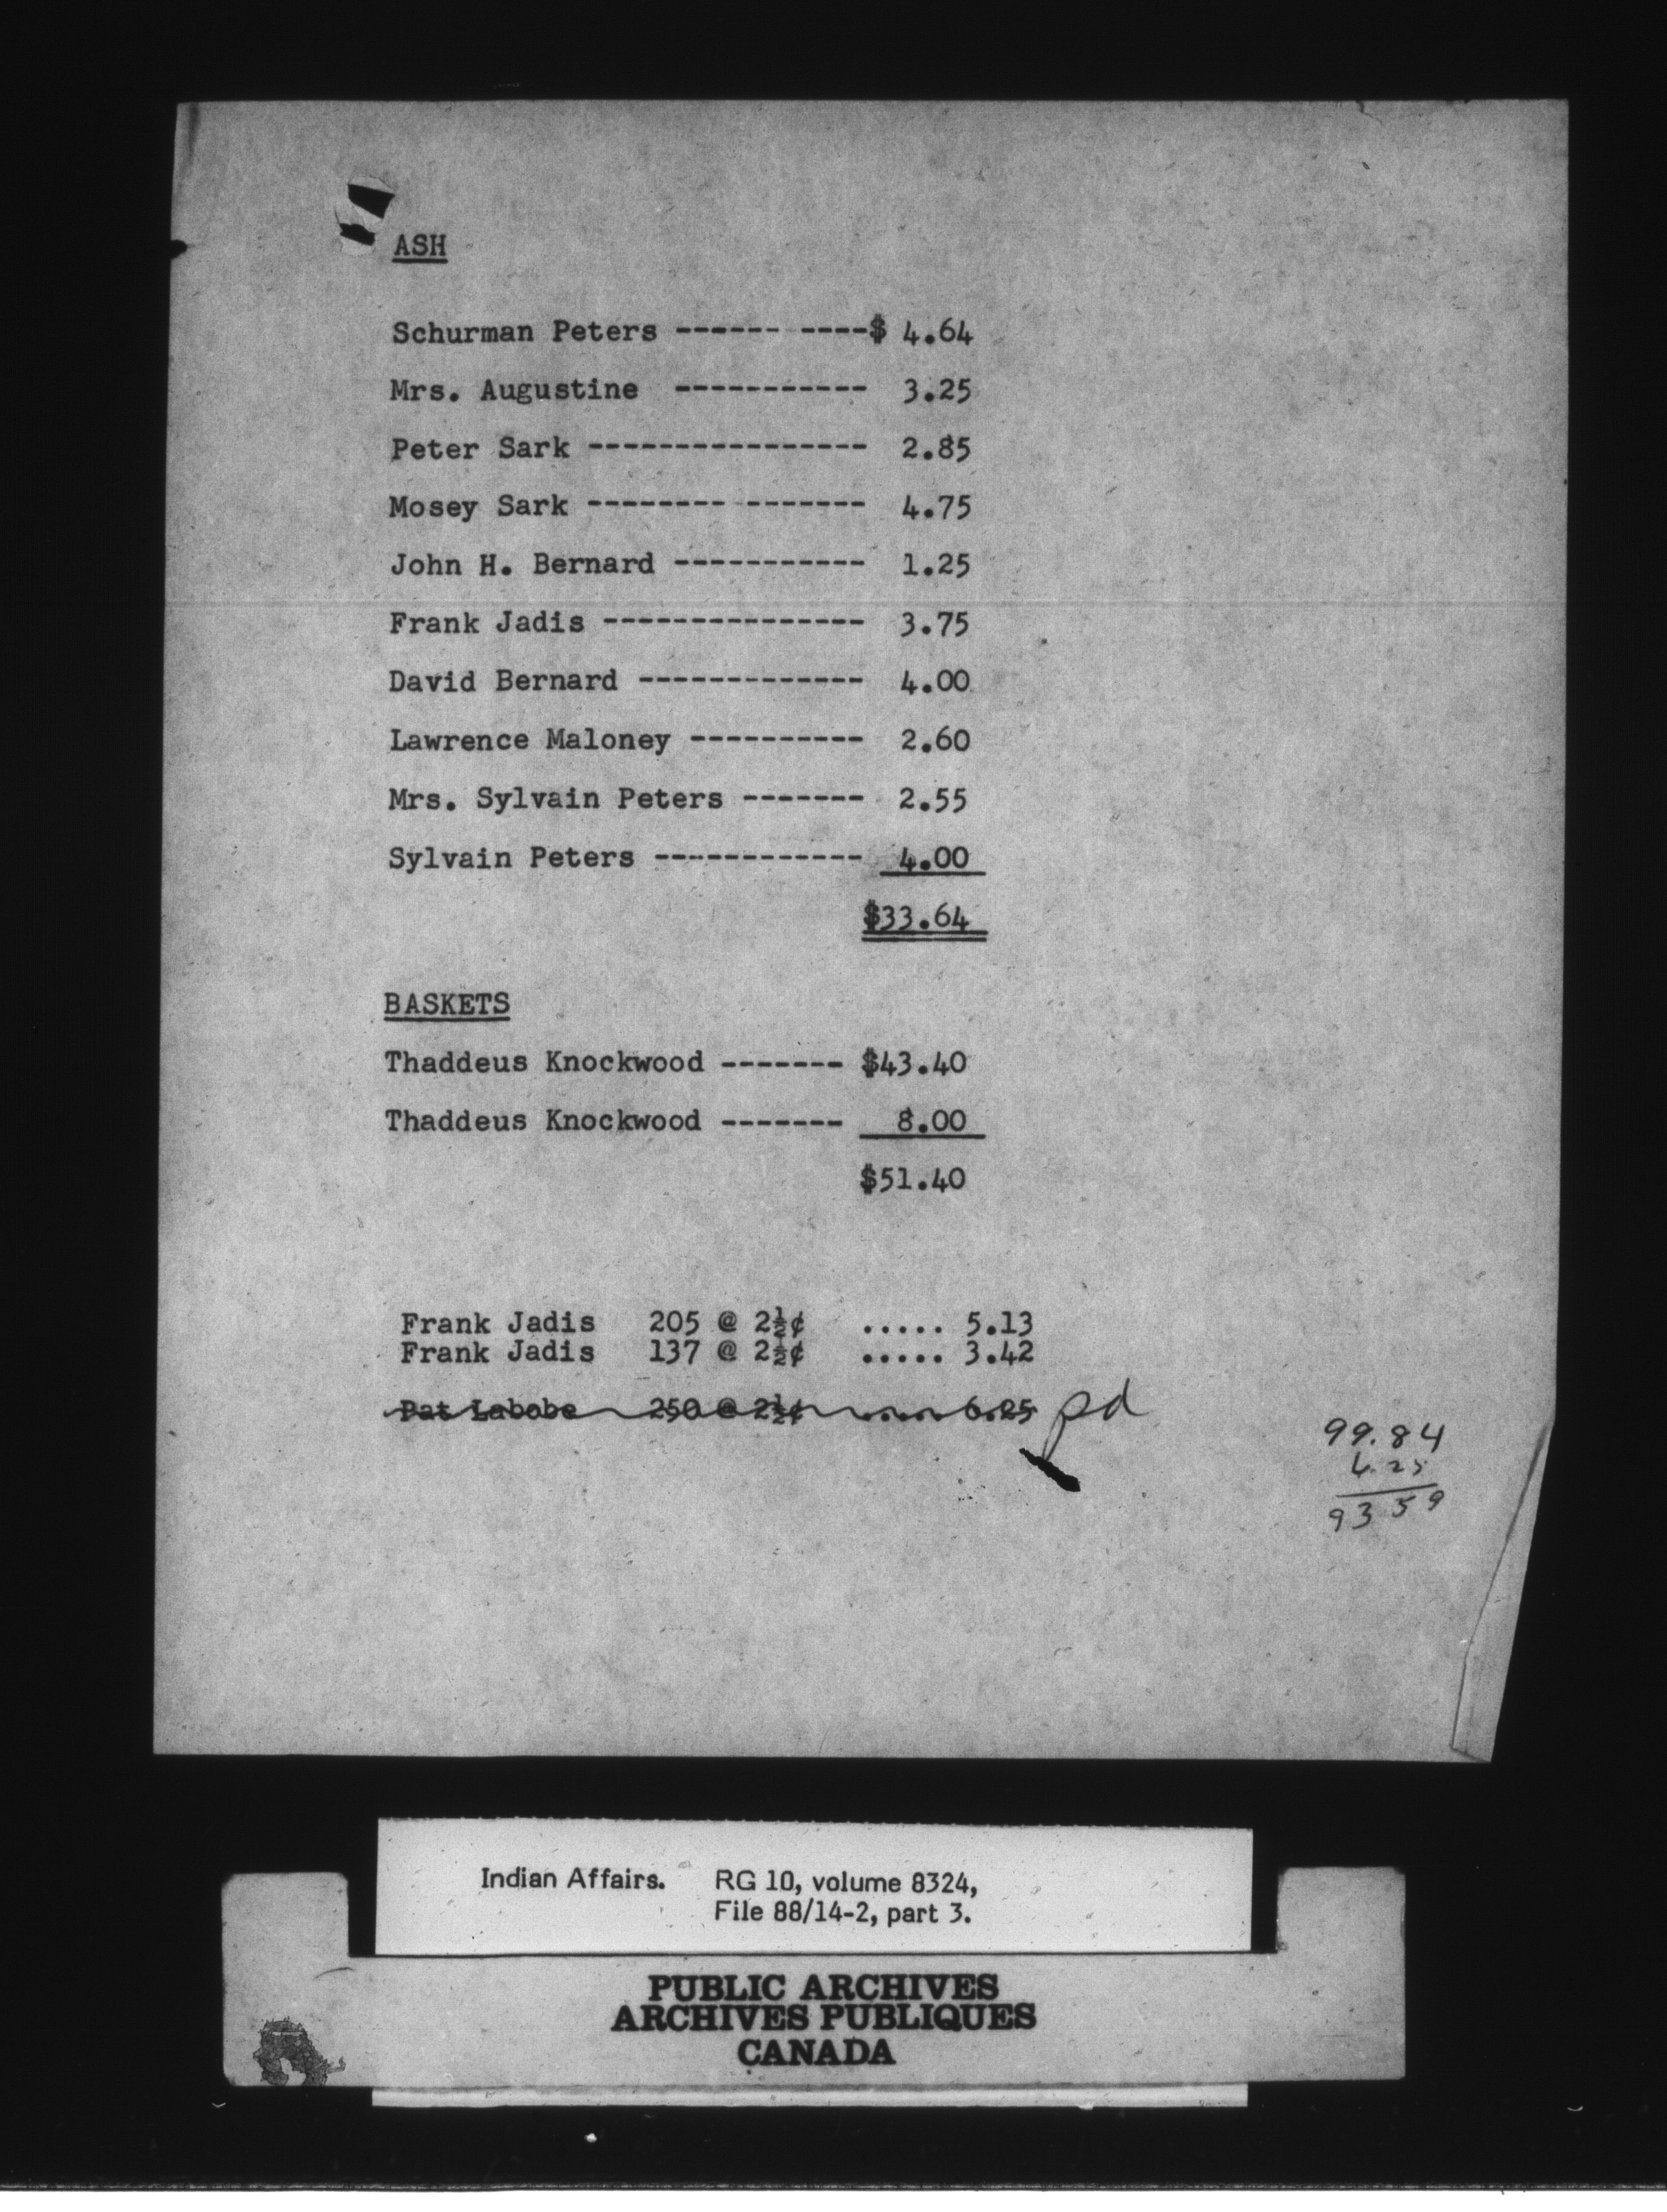 ASH
Schurman Peters ------ ----$ 4.64
Mrs. Augustine ----------- 3.25
Peter Sark ---------------- 2.85
Mosey Sark -------- ------- 4.75
John H. Bernard ----------- 1.25
Frank Jadis --------------- 3.75
David Bernard ------------- 4.00
Lawrence Maloney ---------- 2.60
Mrs. Sylvain Peters ------- 2.55
Sylvain Peters ------------ 4.00
$33.64
BASKETS
Thaddeus Knockwood ------- $43.40
Thaddeus Knockwood ------- 8.00
$51.40
Frank Jadis 205 @ 2½¢ ..... 5.13
Frank Jadis 137 @ 2½¢ ..... 3.42
Pat Labobe 250 @ 2½¢ ..... 6.25 pd
99.84
6.25
93 59
Indian Affairs. RG 10, volume 8324,
File 88/14-2, part 3.
PUBLIC ARCHIVES
ARCHIVES PUBLIQUES
CANADA